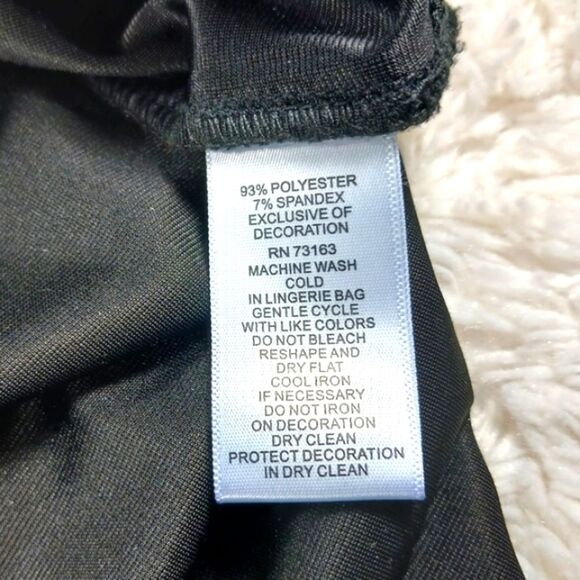 93% POLYESTER
7% SPANDEX
EXCLUSIVE OF
DECORATION
RN 73163
MACHINE WASH
COLD
IN LINGERIE BAG
GENTLE CYCLE
WITH LIKE COLORS
DO NOT BLEACH
RESHAPE AND
DRY FLAT
COOL IRON
IF NECESSARY
DO NOT IRON
ON DECORATION
DRY CLEAN
PROTECT DECORATION
IN DRY CLEAN